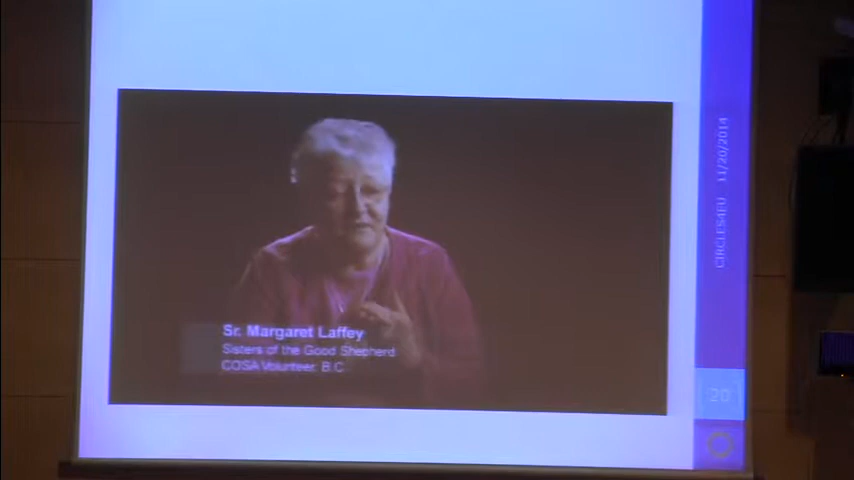 Sr. Margaret Laffey
Sisters of the Good Shepherd
COSA Volunteer: B.C
CIRCLES4EU 11/20/2014
20